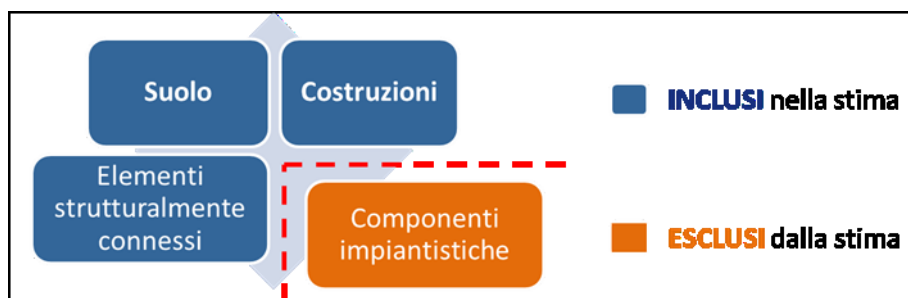 Suolo
Costruzioni
INCLUSI nella stima
Elementi
strutturalmente
connessi
Componenti
impiantistiche
ESCLUSI dalla stima